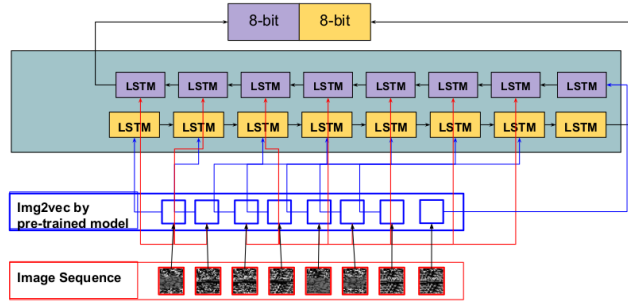 8-bit 8-bit
LSTM LSTM LSTM LSTM LSTM LSTM LSTM LSTM
LSTM LSTM LSTM LSTM LSTM LSTM LSTM LSTM
Img2vec by
pre-trained model
Image Sequence